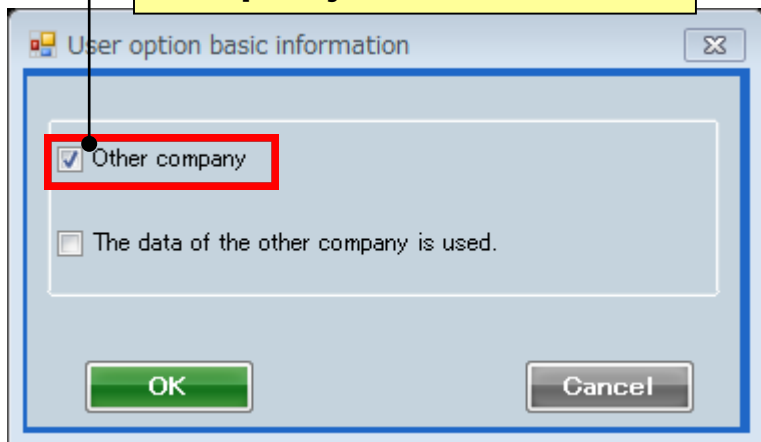 User option basic information
Other company
The data of the other company is used.
OK
Cancel